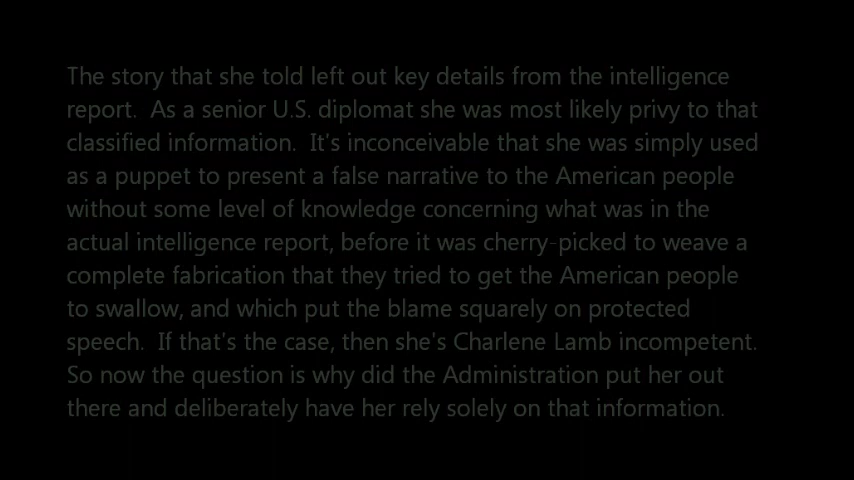 The story that she told left out key details from the intelligence
report.  As a senior U.S. diplomat she was most likely privy to that
classified information.  It's inconceivable that she was simply used
as a puppet to present a false narrative to the American people
without some level of knowledge concerning what was in the
actual intelligence report, before it was cherry-picked to weave a
complete fabrication that they tried to get the American people
to swallow, and which put the blame squarely on protected
speech.  If that's the case, then she's Charlene Lamb incompetent.
So now the question is why did the Administration put her out
there and deliberately have her rely solely on that information.